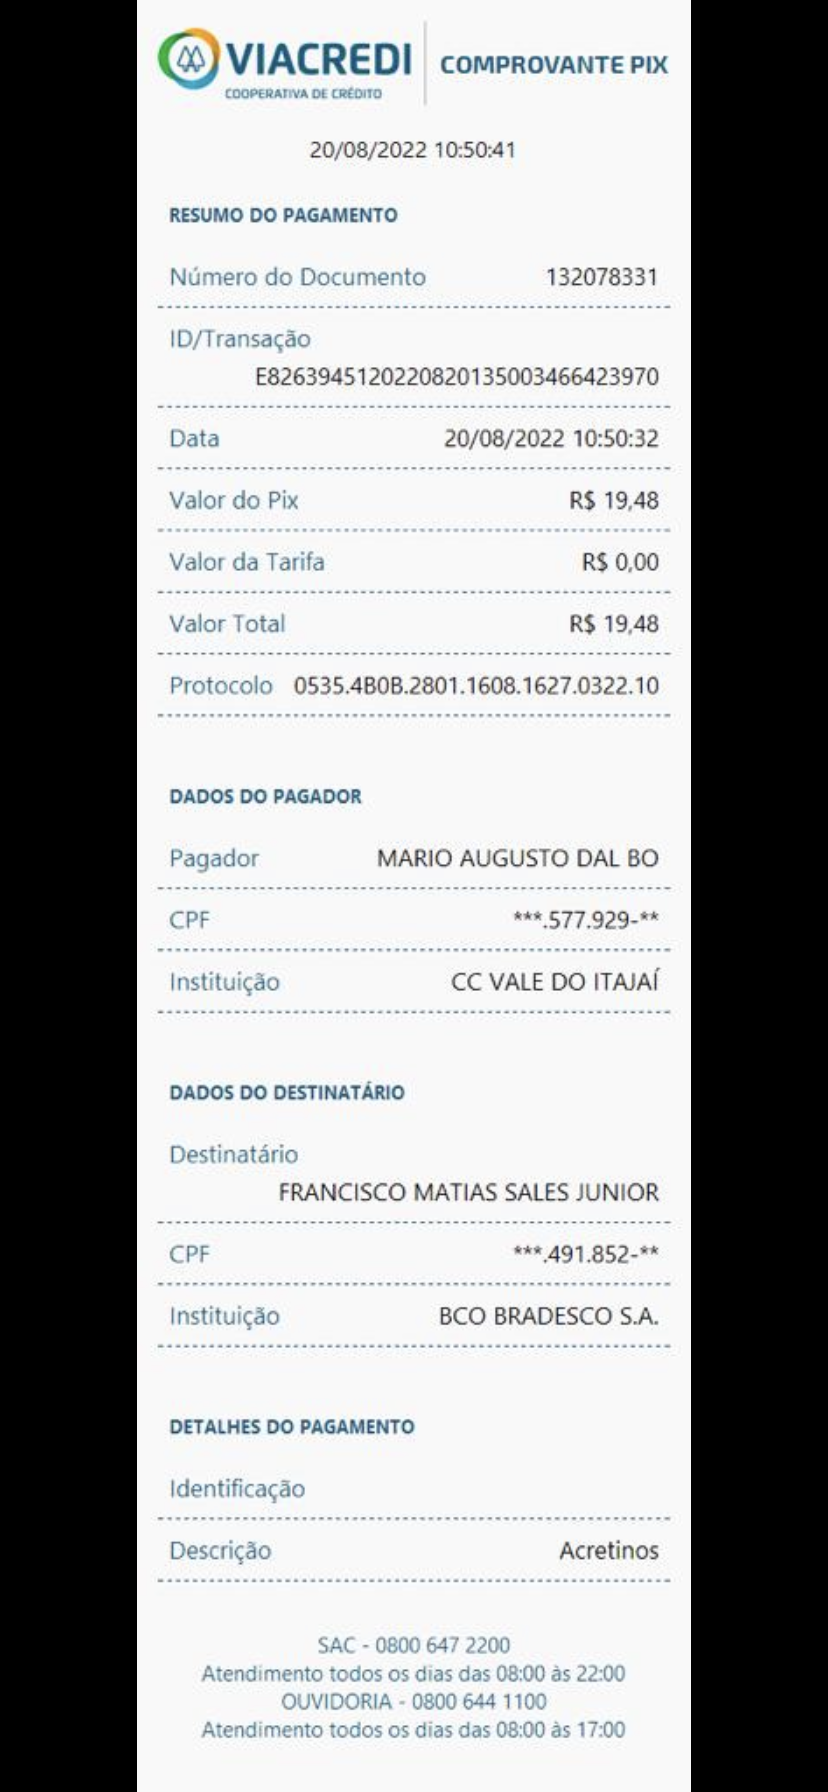 VIACREDI
COOPERATIVA DE CRÉDITO
COMPROVANTE PIX
20/08/2022 10:50:41
RESUMO DO PAGAMENTO
Número do Documento 132078331
ID/Transação
E8263945120220820135003466423970
Data 20/08/2022 10:50:32
Valor do Pix R$ 19,48
Valor da Tarifa R$ 0,00
Valor Total R$ 19,48
Protocolo 0535.4B0B.2801.1608.1627.0322.10
DADOS DO PAGADOR
Pagador MARIO AUGUSTO DAL BO
CPF ***.577.929-**
Instituição CC VALE DO ITAJAÍ
DADOS DO DESTINATÁRIO
Destinatário
FRANCISCO MATIAS SALES JUNIOR
CPF ***.491.852-**
Instituição BCO BRADESCO S.A.
DETALHES DO PAGAMENTO
Identificação
Descrição Acretinos
SAC - 0800 647 2200
Atendimento todos os dias das 08:00 às 22:00
OUVIDORIA - 0800 644 1100
Atendimento todos os dias das 08:00 às 17:00